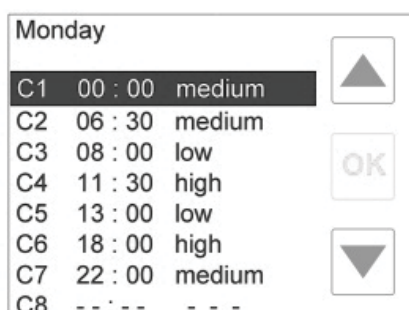 Monday
C1 00 : 00 medium
C2 06 : 30 medium
C3 08 : 00 low
C4 11 : 30 high
C5 13 : 00 low
C6 18 : 00 high
C7 22 : 00 medium
C8 - - : - - - - -
OK